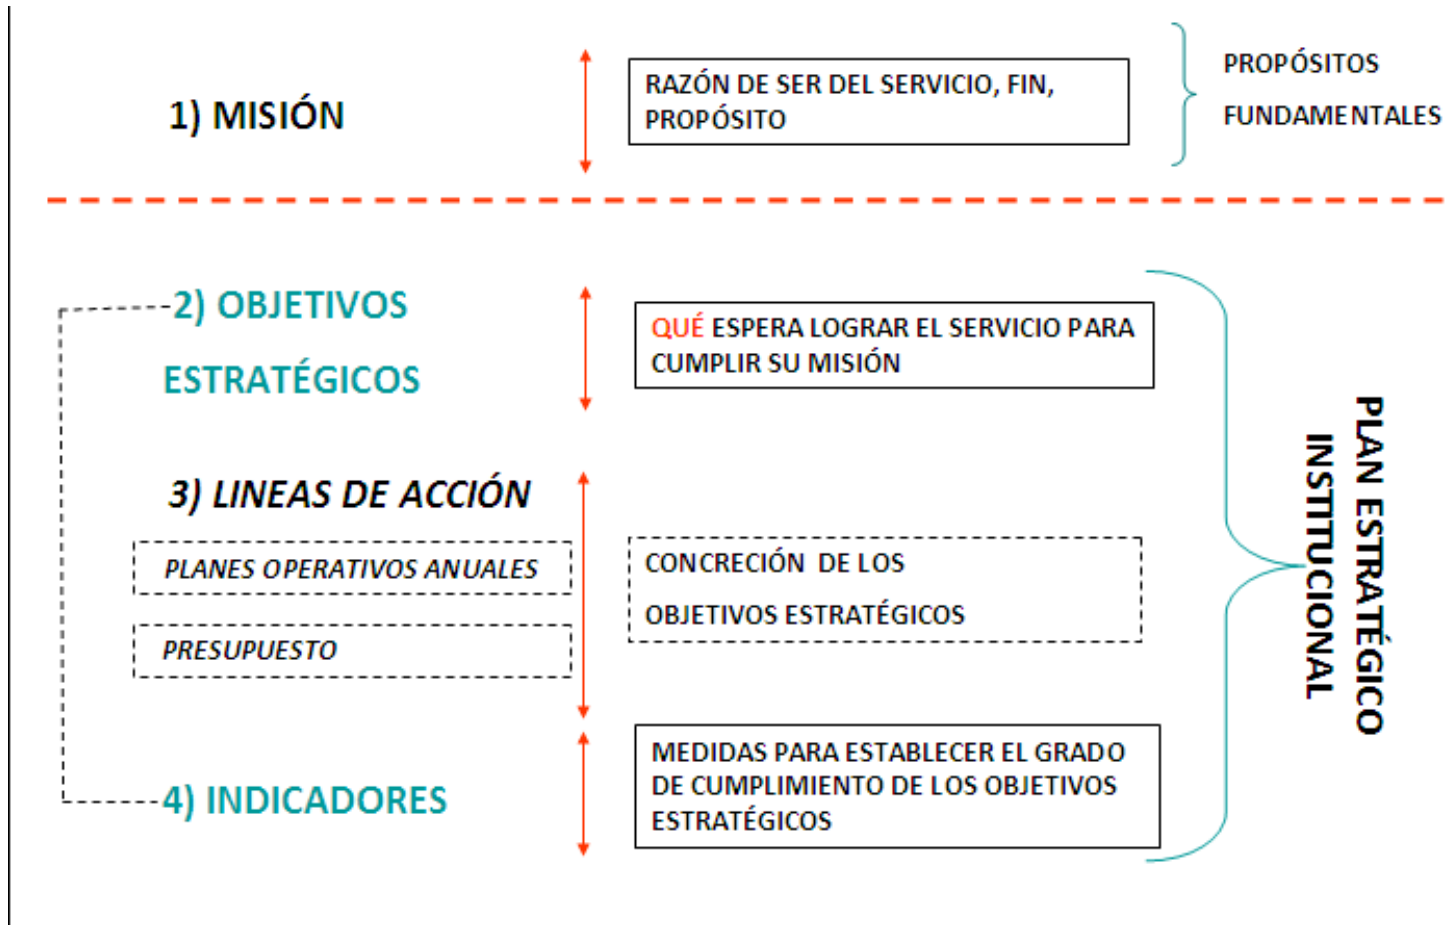 1) MISIÓN
RAZÓN DE SER DEL SERVICIO, FIN,
PROPÓSITO
PROPÓSITOS
FUNDAMENTALES
2) OBJETIVOS
ESTRATÉGICOS
QUÉ ESPERA LOGRAR EL SERVICIO PARA
CUMPLIR SU MISIÓN
3) LINEAS DE ACCIÓN
PLANES OPERATIVOS ANUALES
PRESUPUESTO
CONCRECIÓN DE LOS
OBJETIVOS ESTRATÉGICOS
4) INDICADORES
MEDIDAS PARA ESTABLECER EL GRADO
DE CUMPLIMIENTO DE LOS OBJETIVOS
ESTRATÉGICOS
PLAN ESTRATÉGICO
INSTITUCIONAL